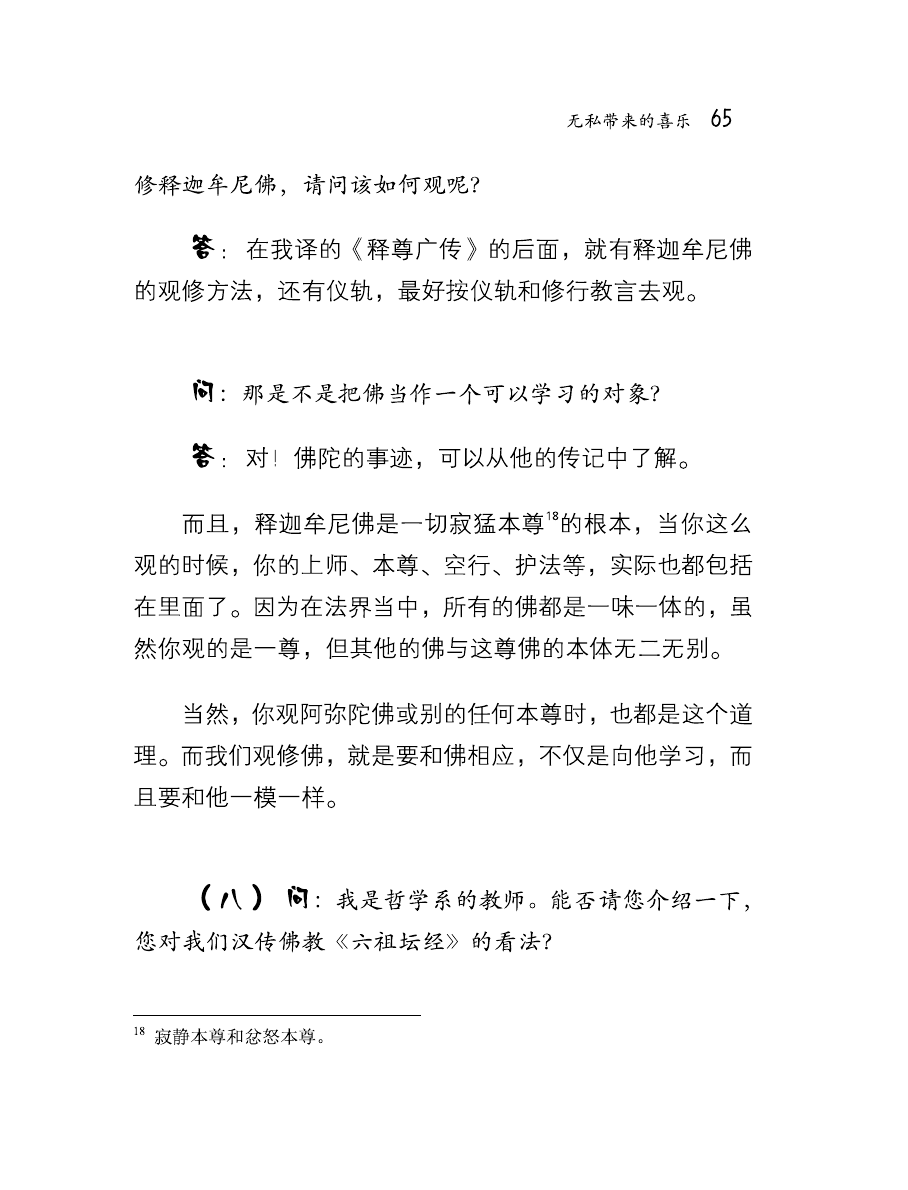 无私带来的喜乐 65
修释迦牟尼佛，请问该如何观呢？
答：在我译的《释尊广传》的后面，就有释迦牟尼佛
的观修方法，还有仪轨，最好按仪轨和修行教言去观。
问：那是不是把佛当作一个可以学习的对象？
答：对！佛陀的事迹，可以从他的传记中了解。
而且，释迦牟尼佛是一切寂猛本尊18的根本，当你这么
观的时候，你的上师、本尊、空行、护法等，实际也都包括
在里面了。因为在法界当中，所有的佛都是一味一体的，虽
然你观的是一尊，但其他的佛与这尊佛的本体无二无别。
当然，你观阿弥陀佛或别的任何本尊时，也都是这个道
理。而我们观修佛，就是要和佛相应，不仅是向他学习，而
且要和他一模一样。
（八）问：我是哲学系的教师。能否请您介绍一下，
您对我们汉传佛教《六祖坛经》的看法？
18 寂静本尊和忿怒本尊。